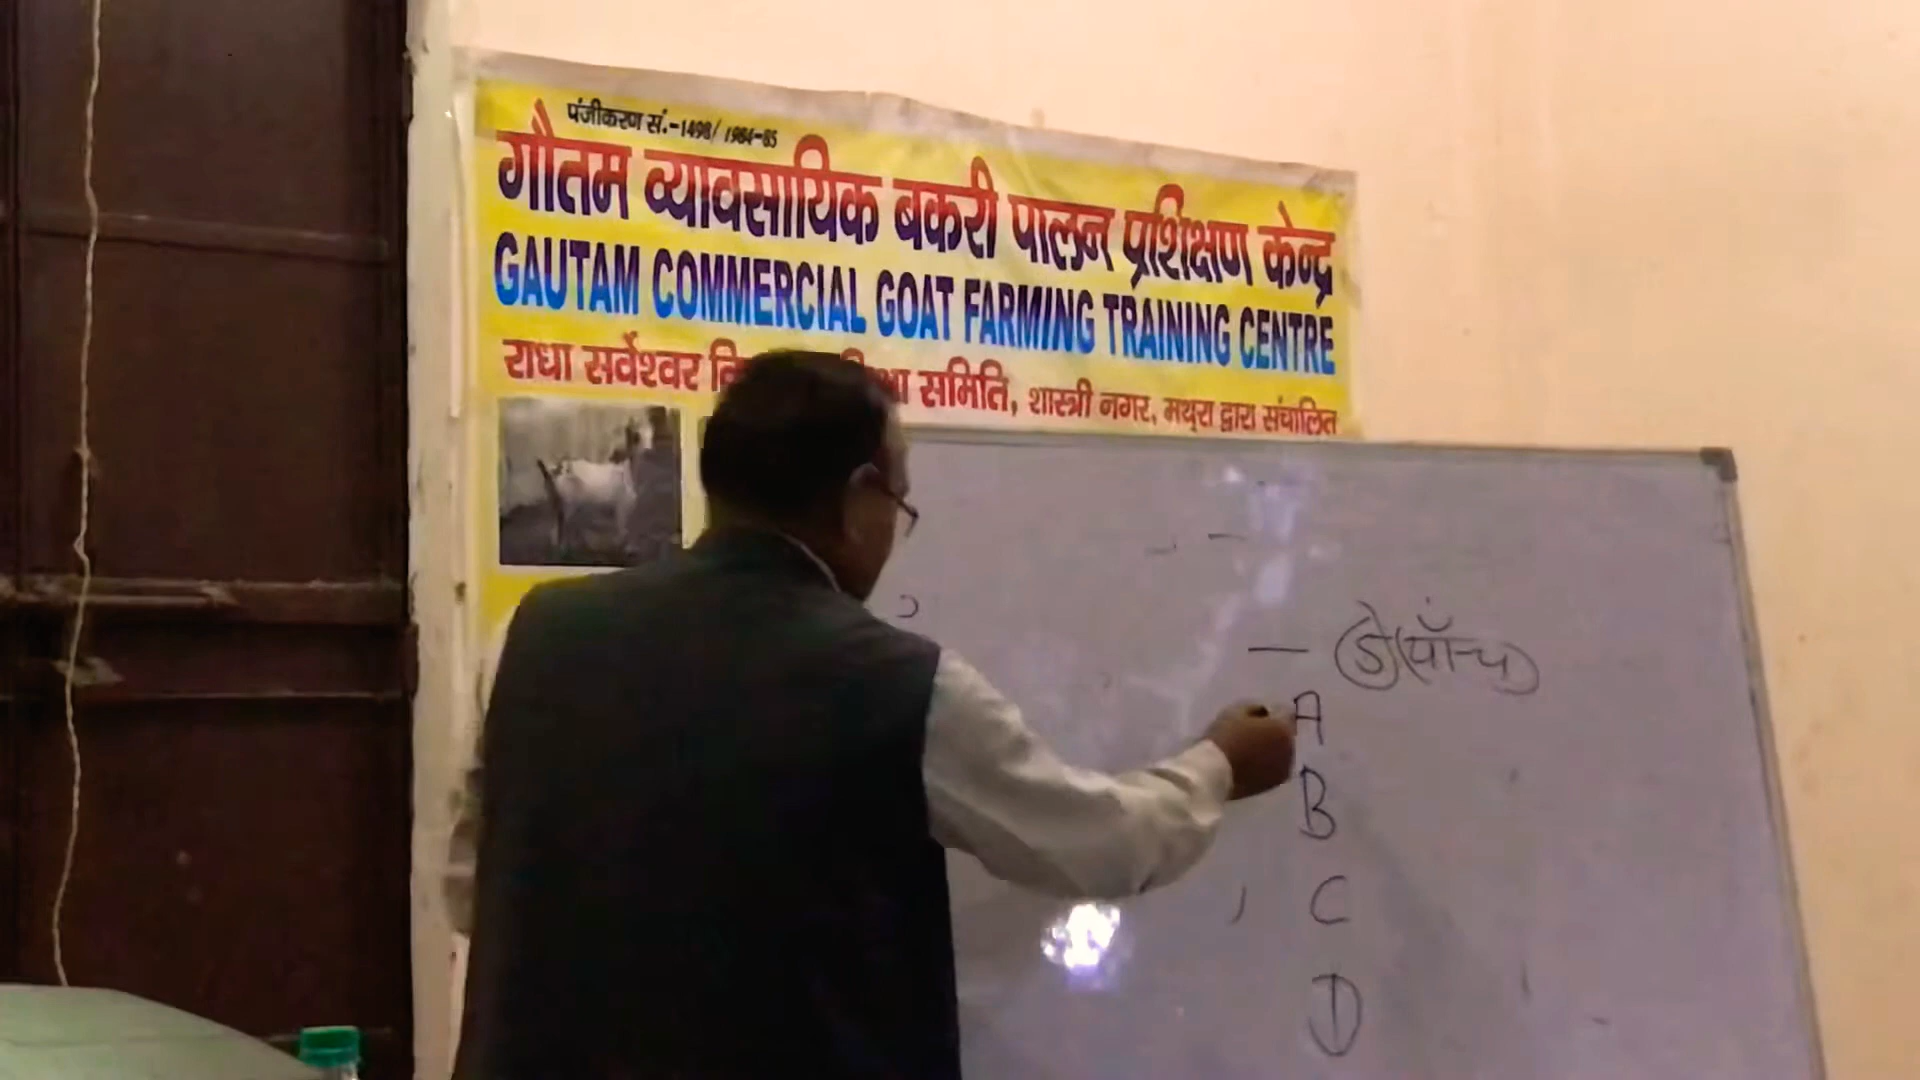 पंजीकरण सं.-1498/ 1984-85
गौतम व्यावसायिक बकरी पालन प्रशिक्षण केन्द्र
GAUTAM COMMERCIAL GOAT FARMING TRAINING CENTRE
राधा सर्वेश्वर समिति, शास्त्री नगर, मथुरा द्वारा संचालित
A
B
C
D